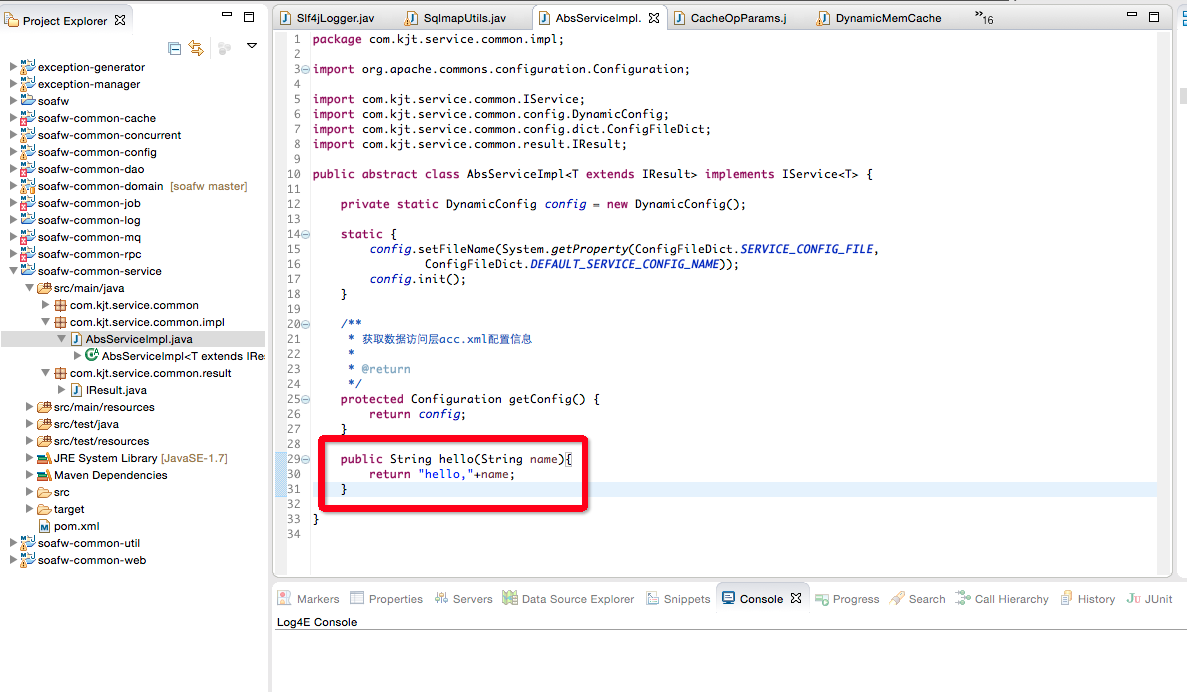 Project Explorer
exception-generator
exception-manager
soafw
soafw-common-cache
soafw-common-concurrent
soafw-common-config
soafw-common-dao
soafw-common-domain [soafw master]
soafw-common-job
soafw-common-log
soafw-common-mq
soafw-common-rpc
soafw-common-service
src/main/java
com.kjt.service.common
com.kjt.service.common.impl
AbsServiceImpl.java
AbsServiceImpl<T extends IRe
com.kjt.service.common.result
IResult.java
src/main/resources
src/test/java
src/test/resources
JRE System Library [JavaSE-1.7]
Maven Dependencies
src
target
pom.xml
soafw-common-util
soafw-common-web
Slf4jLogger.jav
SqlmapUtils.jav
AbsServiceImpl.
CacheOpParams.j
DynamicMemCache
»16
1 package com.kjt.service.common.impl;
2
3 import org.apache.commons.configuration.Configuration;
4
5 import com.kjt.service.common.IService;
6 import com.kjt.service.common.config.DynamicConfig;
7 import com.kjt.service.common.config.dict.ConfigFileDict;
8 import com.kjt.service.common.result.IResult;
9
10 public abstract class AbsServiceImpl<T extends IResult> implements IService<T> {
11
12 private static DynamicConfig config = new DynamicConfig();
13
14 static {
15 config.setFileName(System.getProperty(ConfigFileDict.SERVICE_CONFIG_FILE,
16 ConfigFileDict.DEFAULT_SERVICE_CONFIG_NAME));
17 config.init();
18 }
19
20 /**
21 * 获取数据访问层acc.xml配置信息
22 *
23 * @return
24 */
25 protected Configuration getConfig() {
26 return config;
27 }
28
29 public String hello(String name){
30 return "hello,"+name;
31 }
32
33 }
34
Markers
Properties
Servers
Data Source Explorer
Snippets
Console
Progress
Search
Call Hierarchy
History
JUnit
Log4E Console